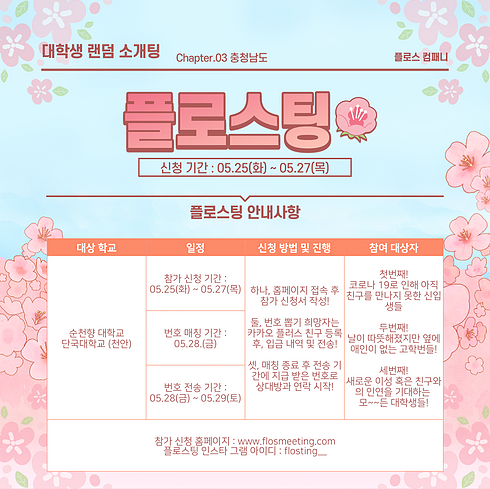 대학생 랜덤 소개팅
Chapter.03 충청남도
플로스 컴패니
플로스팅
신청 기간 : 05.25(화) ~ 05.27(목)
플로스팅 안내사항
대상 학교
일정
신청 방법 및 진행
참여 대상자
순천향 대학교
단국대학교 (천안)
참가 신청 기간 :
05.25(화) ~ 05.27(목)
번호 매칭 기간 :
05.28.(금)
번호 전송 기간 :
05.28(금) ~ 05.29(토)
하나, 홈페이지 접속 후
참가 신청서 작성!
둘, 번호 뽑기 희망자는
카카오 플러스 친구 등록
후, 입금 내역 및 전송!
셋, 매칭 종료 후 전송 기
간에 지급 받은 번호로
상대방과 연락 시작!
첫번째!
코로나 19로 인해 아직
친구를 만나지 못한 신입
생들
두번째!
날이 따뜻해졌지만 옆에
애인이 없는 고학번들!
세번째!
새로운 이성 혹은 친구와
의 인연을 기대하는
모~~든 대학생들!
참가 신청 홈페이지 : www.flosmeeting.com
플로스팅 인스타 그램 아이디 : flosting__